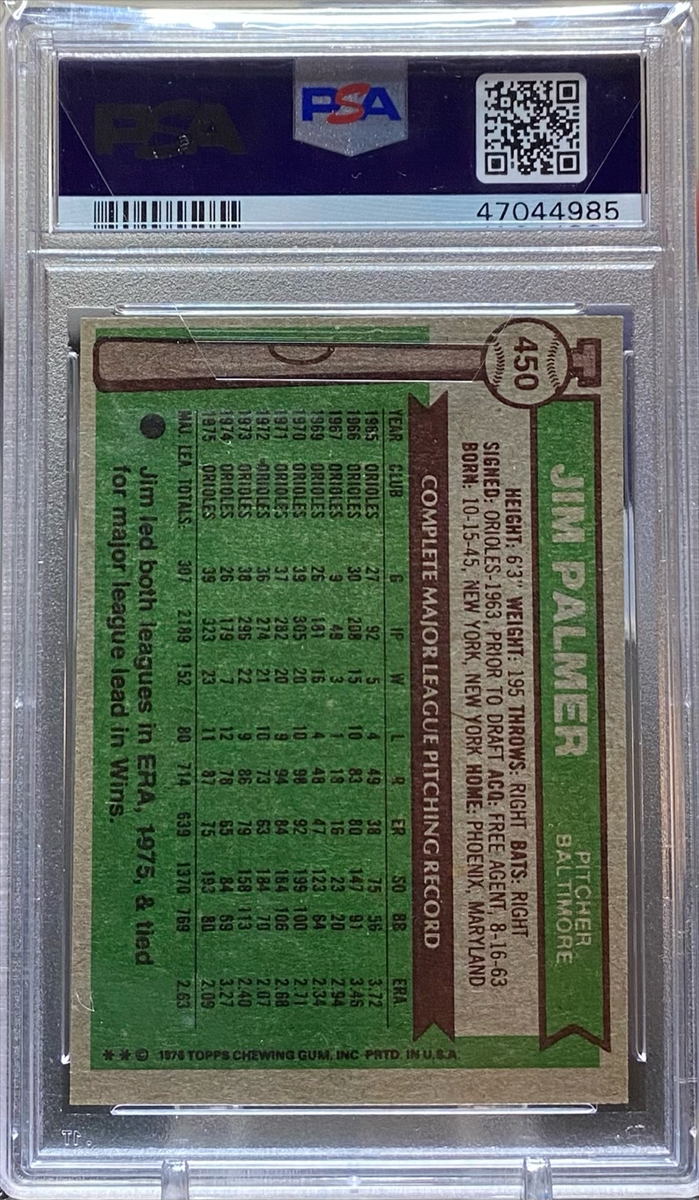 PSA
PSA
47044985
450
JIM PALMER
PITCHER
BALTIMORE
HEIGHT: 6'3" WEIGHT: 195 THROWS: RIGHT BATS: RIGHT
SIGNED: ORIOLES-1963, PRIOR TO DRAFT ACQ: FREE AGENT, 8-16-63
BORN: 10-15-45, NEW YORK, NEW YORK HOME: PHOENIX, MARYLAND
COMPLETE MAJOR LEAGUE PITCHING RECORD
YEAR CLUB G IP W L R ER SO BB ERA
1965 ORIOLES 27 92 5 4 49 38 75 56 3.72
1966 ORIOLES 30 208 15 10 83 80 147 91 3.46
1967 ORIOLES 9 49 3 1 18 16 23 20 2.94
1969 ORIOLES 26 181 16 4 48 47 123 64 2.34
1970 ORIOLES 39 305 20 10 98 92 199 100 2.71
1971 ORIOLES 37 282 20 9 94 84 184 106 2.68
1972 ORIOLES 36 274 21 10 73 63 184 70 2.07
1973 ORIOLES 38 296 22 9 86 79 158 113 2.40
1974 ORIOLES 26 179 7 12 78 65 84 69 3.27
1975 ORIOLES 39 323 23 11 87 75 193 80 2.09
MAJ. LEA. TOTALS: 307 2189 152 80 714 639 1370 769 2.63
Jim led both leagues in ERA, 1975, & tied
for major league lead in Wins.
**© 1976 TOPPS CHEWING GUM, INC. PRTD. IN U.S.A.